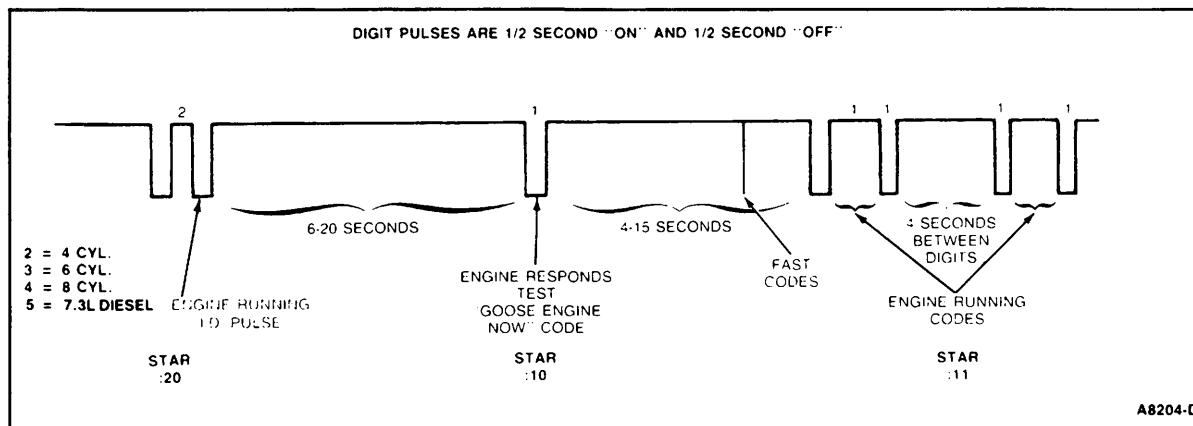 DIGIT PULSES ARE 1/2 SECOND "ON" AND 1/2 SECOND "OFF"
2
1
1
1
1
1
6-20 SECONDS
4-15 SECONDS
4 SECONDS
BETWEEN
DIGITS
2 = 4 CYL.
3 = 6 CYL.
4 = 8 CYL.
5 = 7.3L DIESEL
ENGINE RUNNING
I.D. PULSE
ENGINE RESPONDS
TEST
"GOOSE ENGINE
NOW" CODE
FAST
CODES
ENGINE RUNNING
CODES
STAR
:20
STAR
:10
STAR
:11
A8204-D